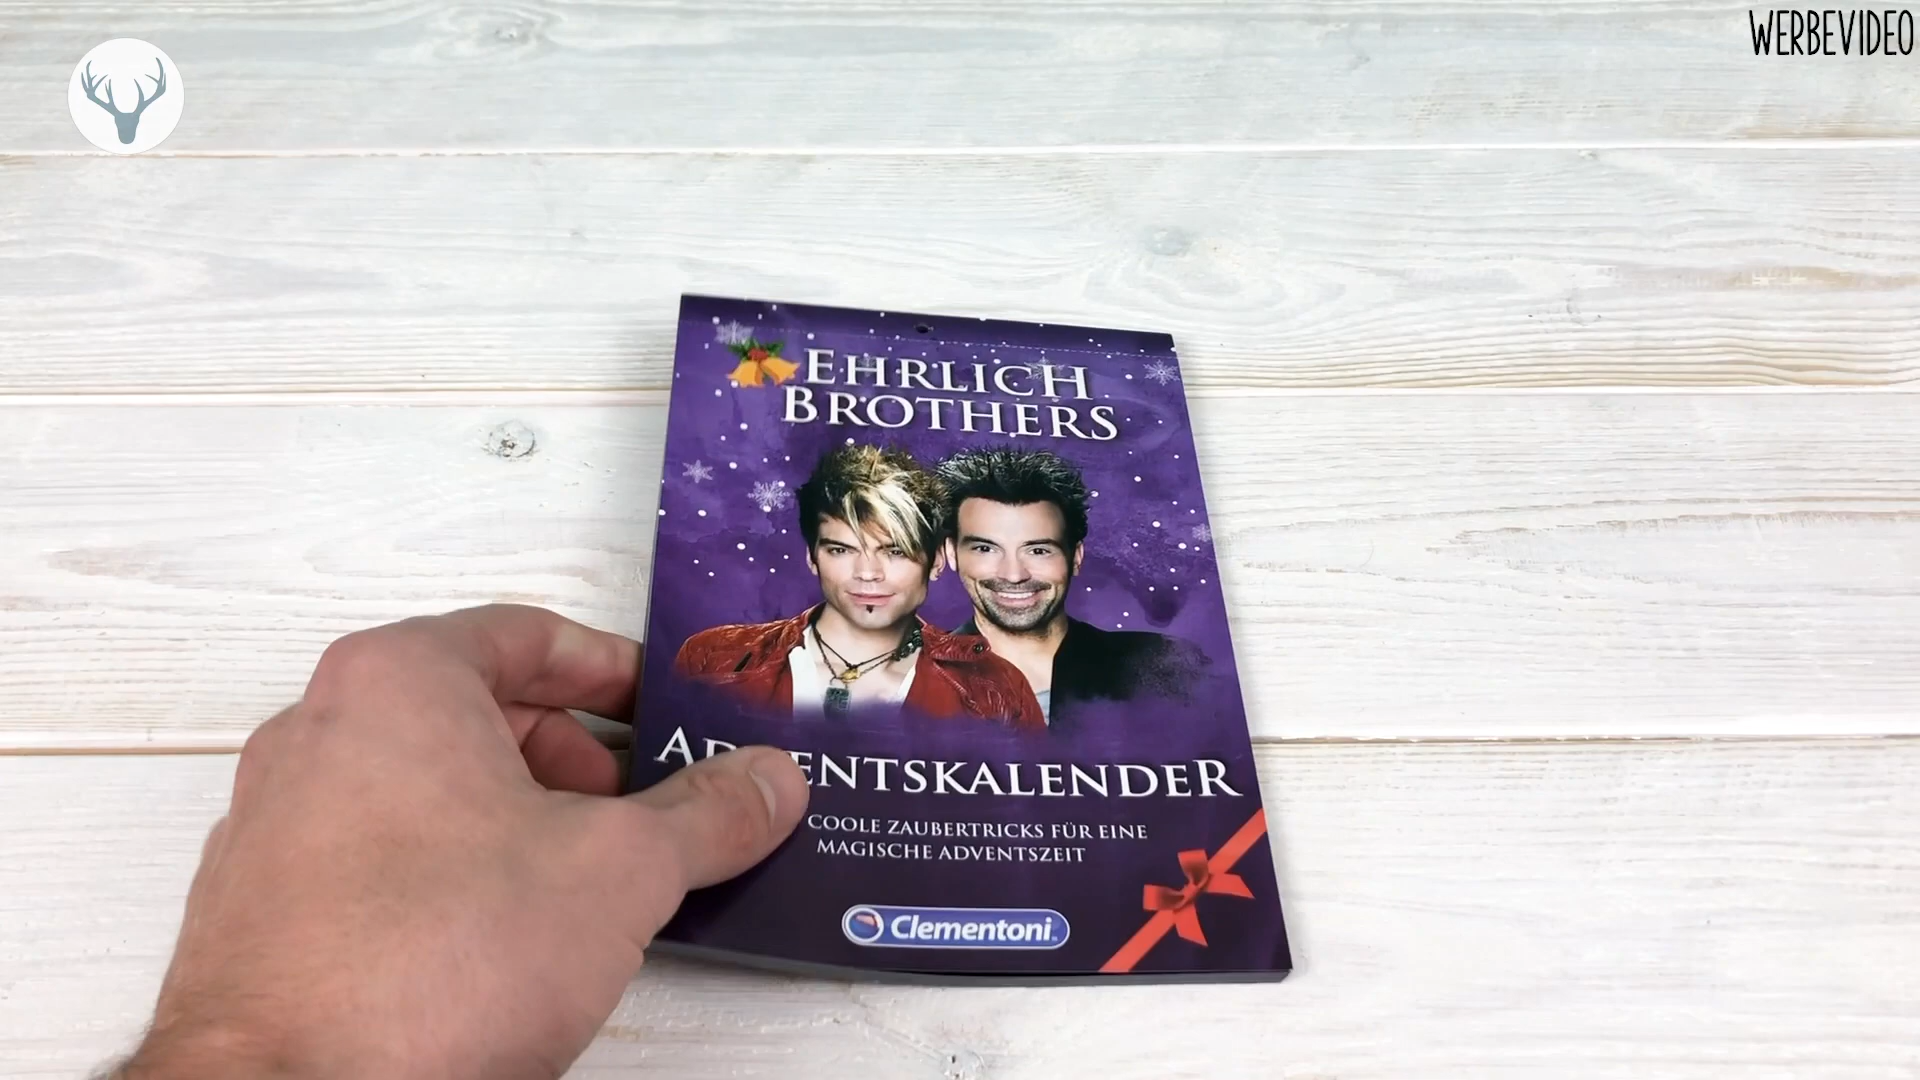 WERBEVIDEO
EHRLICH
BROTHERS
ENTSKALENDER
COOLE ZAUBERTRICKS FÜR EINE
MAGISCHE ADVENTSZEIT
Clementoni